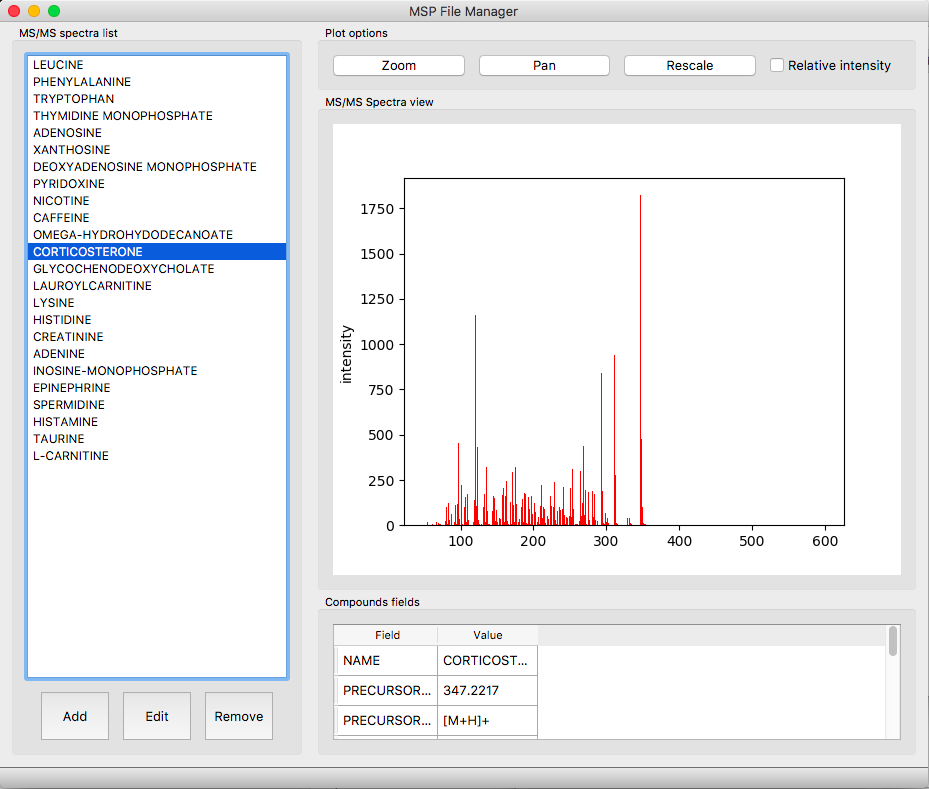 MSP File Manager
MS/MS spectra list
LEUCINE
PHENYLALANINE
TRYPTOPHAN
THYMIDINE MONOPHOSPHATE
ADENOSINE
XANTHOSINE
DEOXYADENOSINE MONOPHOSPHATE
PYRIDOXINE
NICOTINE
CAFFEINE
OMEGA-HYDROHYDODECANOATE
CORTICOSTERONE
GLYCOCHENODEOXYCHOLATE
LAUROYLCARNITINE
LYSINE
HISTIDINE
CREATININE
ADENINE
INOSINE-MONOPHOSPHATE
EPINEPHRINE
SPERMIDINE
HISTAMINE
TAURINE
L-CARNITINE
Add Edit Remove
Plot options
Zoom Pan Rescale Relative intensity
MS/MS Spectra view
intensity
1750
1500
1250
1000
750
500
250
0
100 200 300 400 500 600
Compounds fields
Field Value
NAME CORTICOST...
PRECURSOR... 347.2217
PRECURSOR... [M+H]+